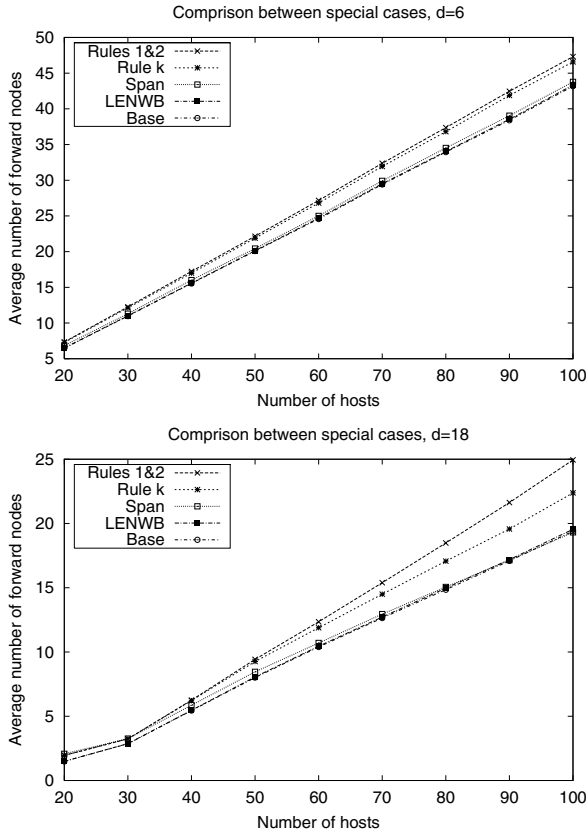 Comprison between special cases, d=6
Average number of forward nodes
50
45
40
35
30
25
20
15
10
5
Rules 1&2
Rule k
Span
LENWB
Base
20 30 40 50 60 70 80 90 100
Number of hosts
Comprison between special cases, d=18
Average number of forward nodes
25
20
15
10
5
0
Rules 1&2
Rule k
Span
LENWB
Base
20 30 40 50 60 70 80 90 100
Number of hosts